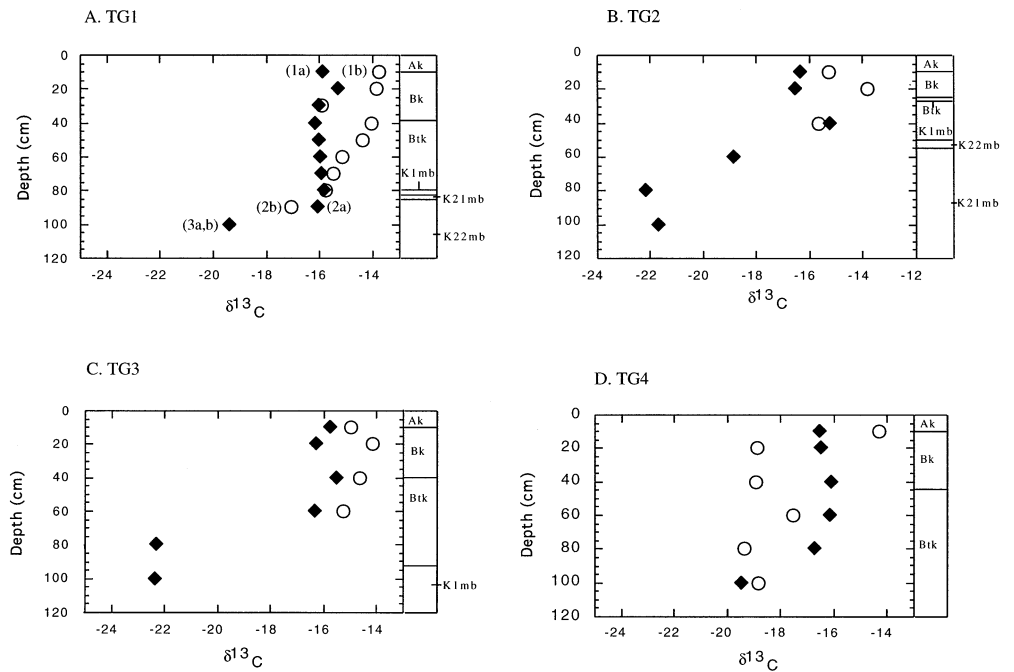 A. TG1
0
20
40
60
80
100
120
Depth (cm)
(1a) (1b)
(2b) (2a)
(3a,b)
Ak
Bk
Btk
K1mb
K21mb
K22mb
-24 -22 -20 -18 -16 -14
δ13C
B. TG2
0
20
40
60
80
100
120
Depth (cm)
Ak
Bk
Btk
K1mb
K22mb
K21mb
-24 -22 -20 -18 -16 -14 -12
δ13C
C. TG3
0
20
40
60
80
100
120
Depth (cm)
Ak
Bk
Btk
K1mb
-24 -22 -20 -18 -16 -14
δ13C
D. TG4
0
20
40
60
80
100
120
Depth (cm)
Ak
Bk
Btk
-24 -22 -20 -18 -16 -14
δ13C